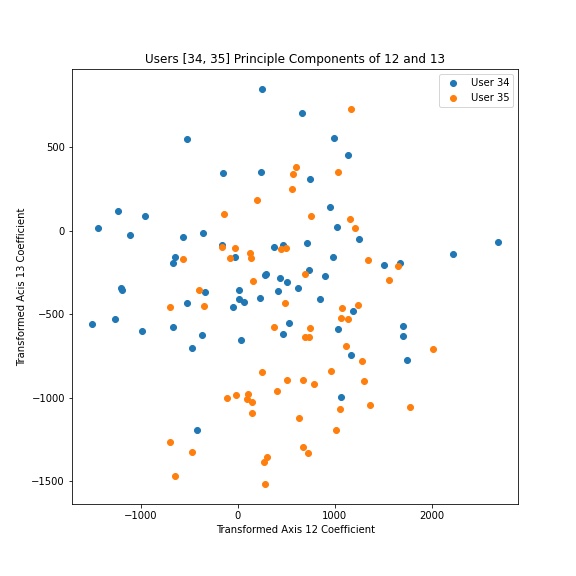 Users [34, 35] Principle Components of 12 and 13
User 34
User 35
Transformed Acis 13 Coefficient
500
0
−500
−1000
−1500
−1000
0
1000
2000
Transformed Axis 12 Coefficient